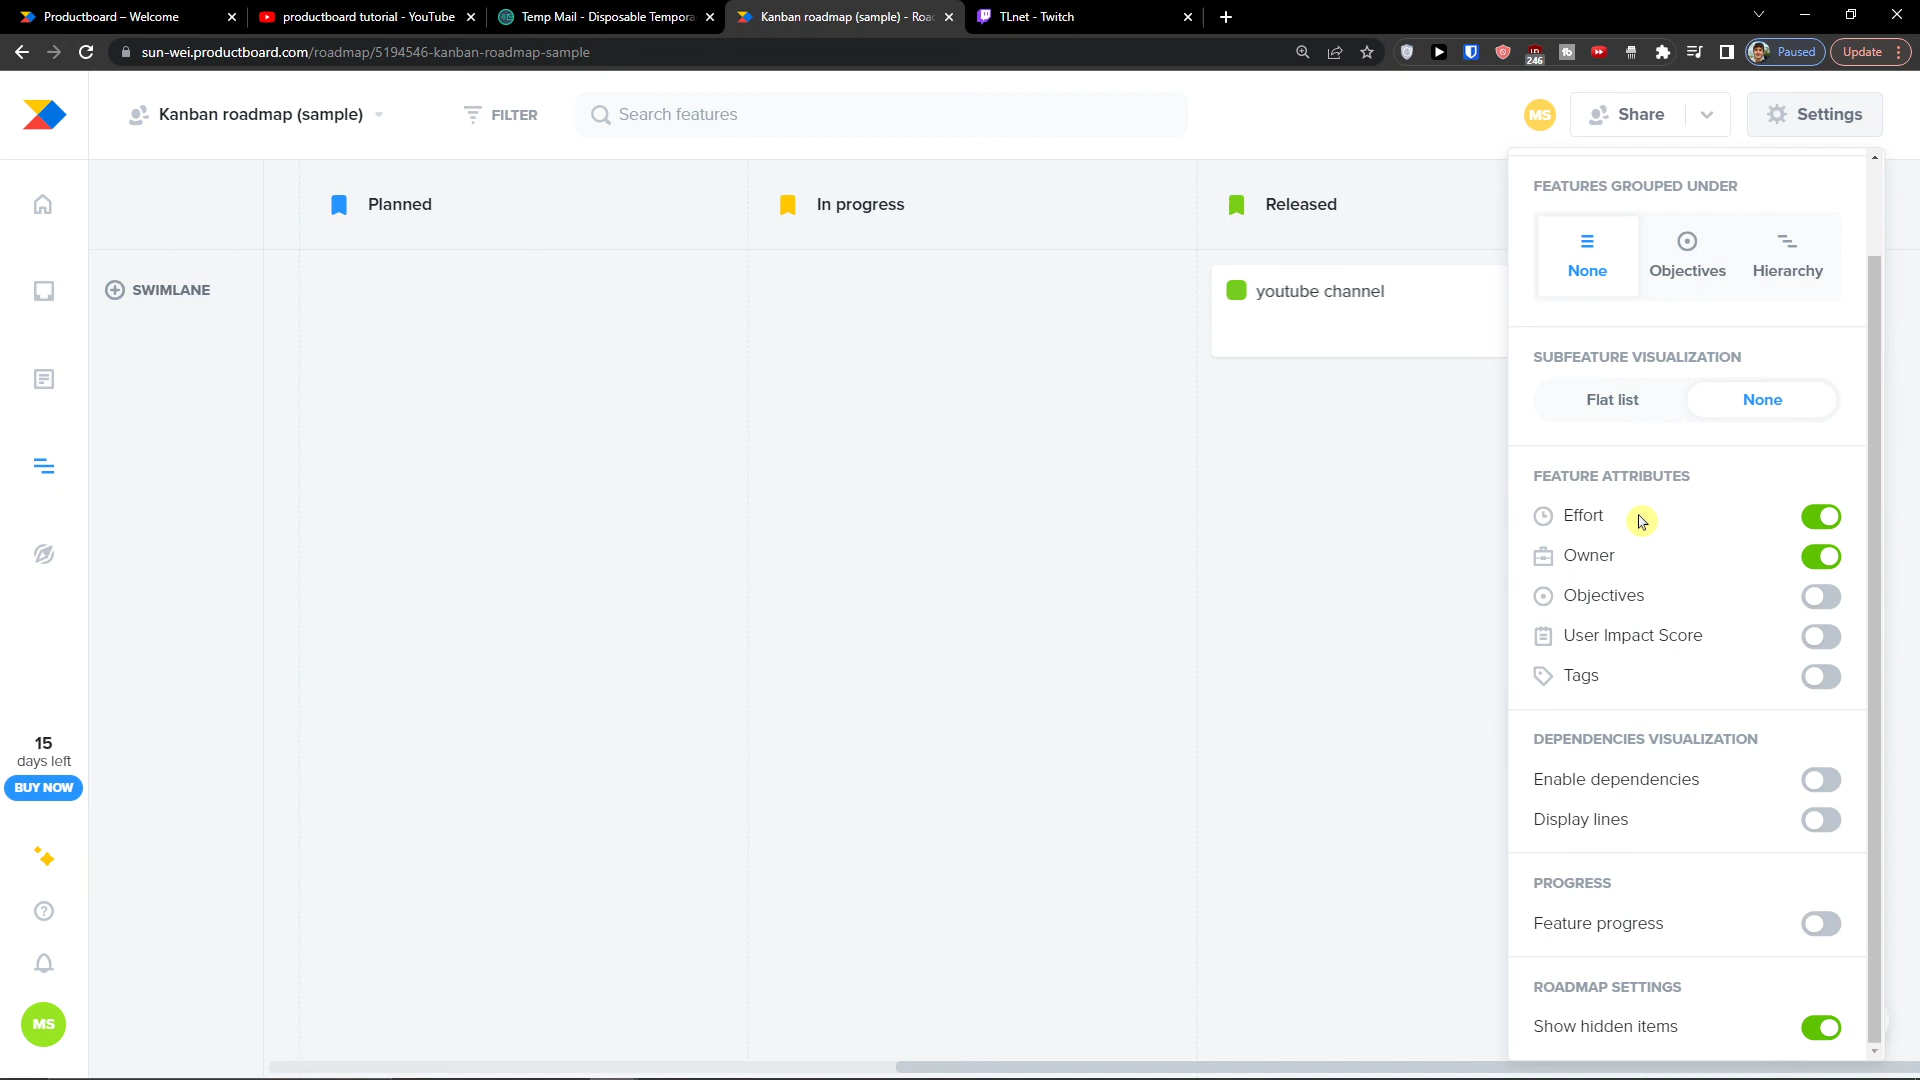 Productboard – Welcome
productboard tutorial - YouTube
Temp Mail - Disposable Tempora
Kanban roadmap (sample) - Roa
TLnet - Twitch
sun-wei.productboard.com/roadmap/5194546-kanban-roadmap-sample
246
Paused
Update
Kanban roadmap (sample)
FILTER
Search features
MS
Share
Settings
Planned
In progress
Released
SWIMLANE
youtube channel
FEATURES GROUPED UNDER
None
Objectives
Hierarchy
SUBFEATURE VISUALIZATION
Flat list
None
FEATURE ATTRIBUTES
Effort
Owner
Objectives
User Impact Score
Tags
DEPENDENCIES VISUALIZATION
Enable dependencies
Display lines
PROGRESS
Feature progress
ROADMAP SETTINGS
Show hidden items
15
days left
BUY NOW
MS